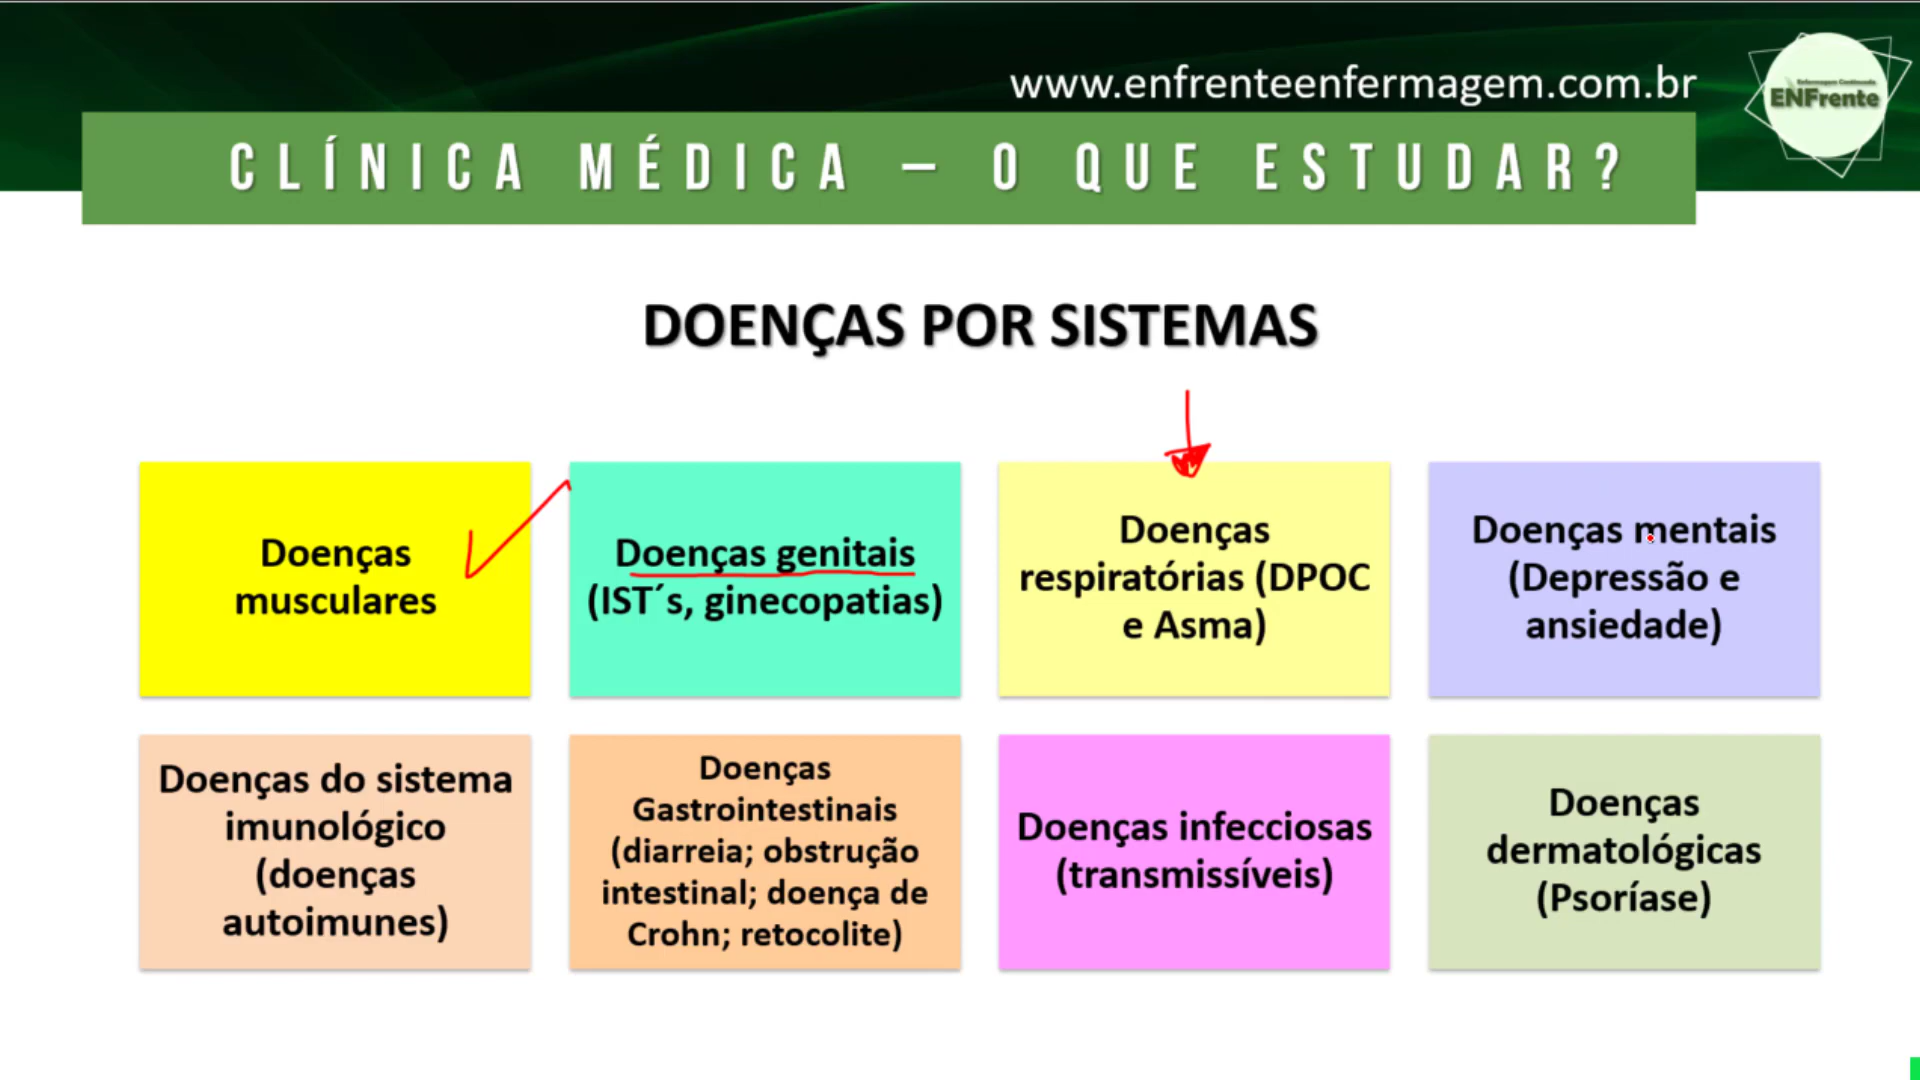 www.enfrenteenfermagem.com.br
Enfermagem Continuada
ENFrente
CLÍNICA MÉDICA – O QUE ESTUDAR?
DOENÇAS POR SISTEMAS
Doenças
musculares
Doenças genitais
(IST´s, ginecopatias)
Doenças
respiratórias (DPOC
e Asma)
Doenças mentais
(Depressão e
ansiedade)
Doenças do sistema
imunológico
(doenças
autoimunes)
Doenças
Gastrointestinais
(diarreia; obstrução
intestinal; doença de
Crohn; retocolite)
Doenças infecciosas
(transmissíveis)
Doenças
dermatológicas
(Psoríase)